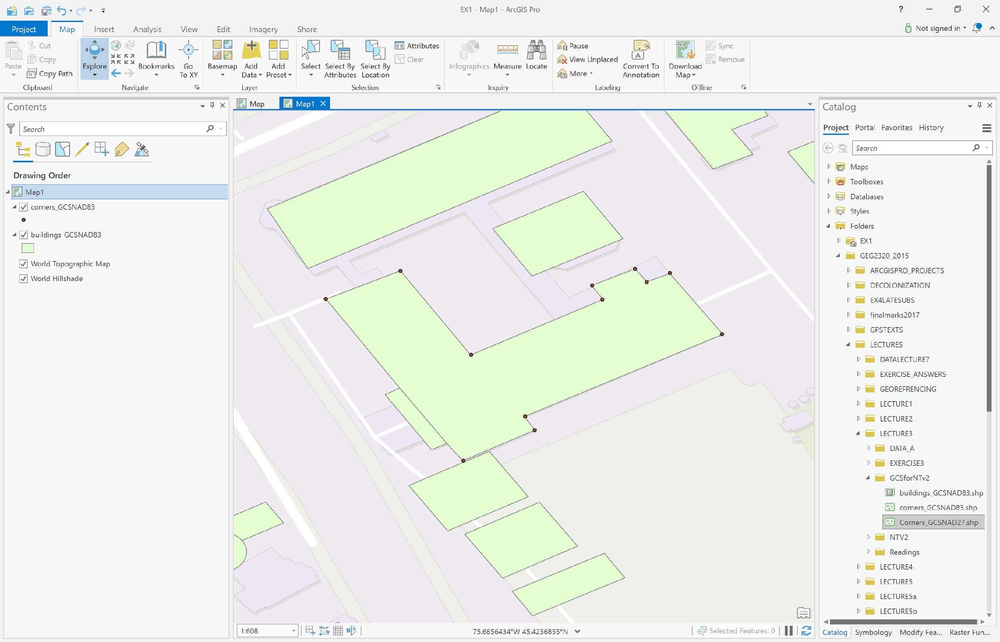 EX1 - Map1 - ArcGIS Pro
?
Project Map Insert Analysis View Edit Imagery Share
Not signed in
Paste
Cut
Copy
Copy Path
Clipboard
Explore
Bookmarks
Go To XY
Navigate
Basemap
Add Data
Add Preset
Layer
Select
Select By Attributes
Select By Location
Attributes
Clear
Selection
Infographics
Measure
Locate
Inquiry
Pause
View Unplaced
More
A
Convert To Annotation
Labeling
Download Map
Sync
Remove
Offline
Contents
Search
Drawing Order
Map1
corners_GCSNAD83
buildings GCSNAD83
World Topographic Map
World Hillshade
Map Map1
1:608
N
75.6856434°W 45.4236855°N
Selected Features: 0
Catalog
Project Portal Favorites History
Search
Maps
Toolboxes
Databases
Styles
Folders
EX1
GEG2320_2015
ARCGISPRO_PROJECTS
DECOLONIZATION
EX4LATESUBS
finalmarks2017
GPSTEXTS
LECTURES
DATALECTURE7
EXERCISE_ANSWERS
GEOREFRENCING
LECTURE1
LECTURE2
LECTURE3
DATA_A
EXERCISE3
GCSforNTv2
buildings_GCSNAD83.shp
corners_GCSNAD83.shp
Corners_GCSNAD27.shp
NTV2
Readings
LECTURE4
LECTURE5
LECTURE5a
LECTURE5b
Catalog Symbology Modify Fea... Raster Fun...